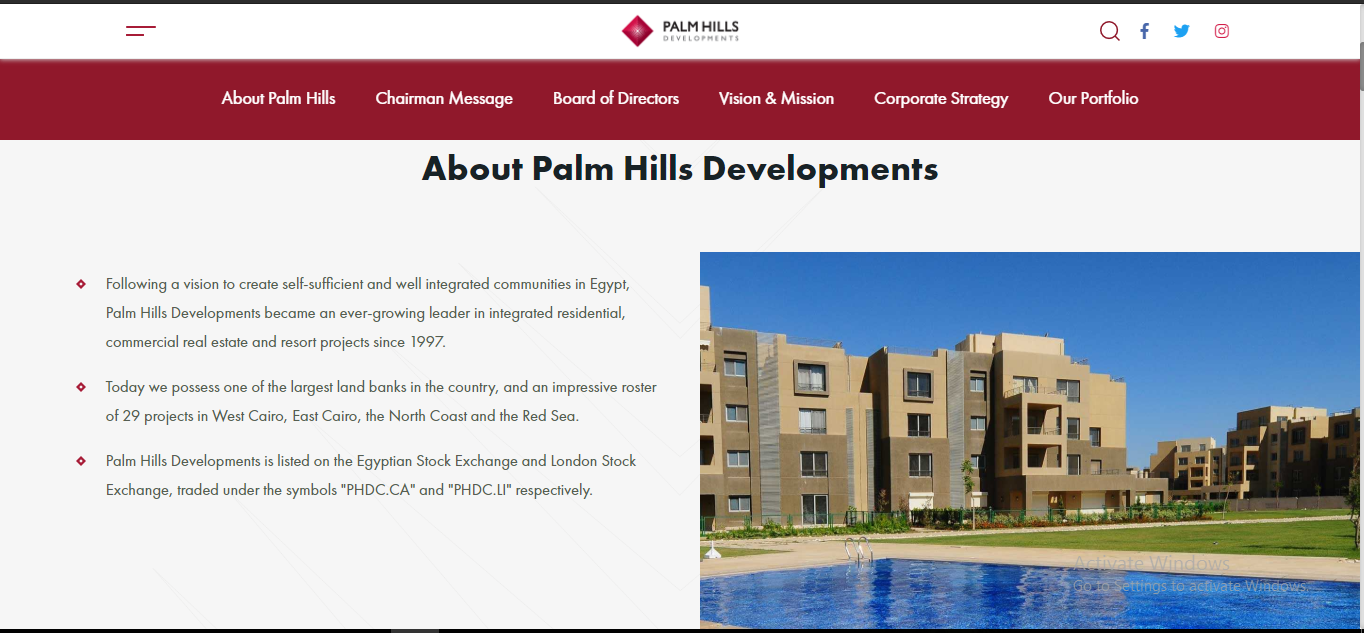 PALM HILLS
DEVELOPMENTS
About Palm Hills
Chairman Message
Board of Directors
Vision & Mission
Corporate Strategy
Our Portfolio
About Palm Hills Developments
Following a vision to create self-sufficient and well integrated communities in Egypt,
Palm Hills Developments became an ever-growing leader in integrated residential,
commercial real estate and resort projects since 1997.
Today we possess one of the largest land banks in the country, and an impressive roster
of 29 projects in West Cairo, East Cairo, the North Coast and the Red Sea.
Palm Hills Developments is listed on the Egyptian Stock Exchange and London Stock
Exchange, traded under the symbols "PHDC.CA" and "PHDC.LI" respectively.
Activate Windows
Go to Settings to activate Windows.